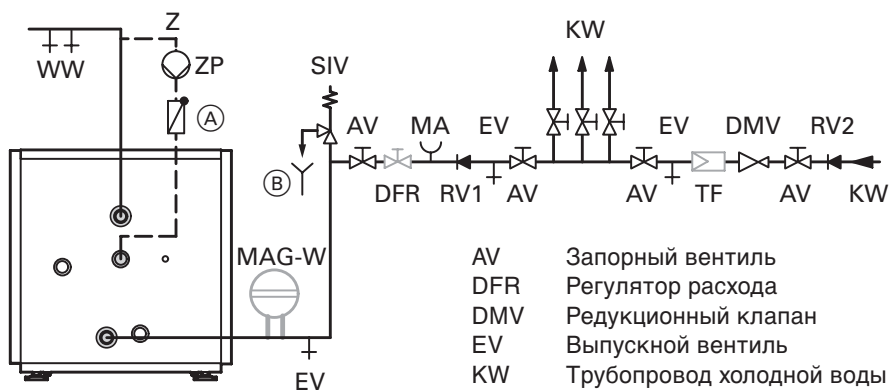 Z
WW
ZP
A
SIV
B
AV
MA
EV
KW
EV
DMV
RV2
DFR
RV1
AV
AV
TF
AV
KW
MAG-W
EV
AV Запорный вентиль
DFR Регулятор расхода
DMV Редукционный клапан
EV Выпускной вентиль
KW Трубопровод холодной воды